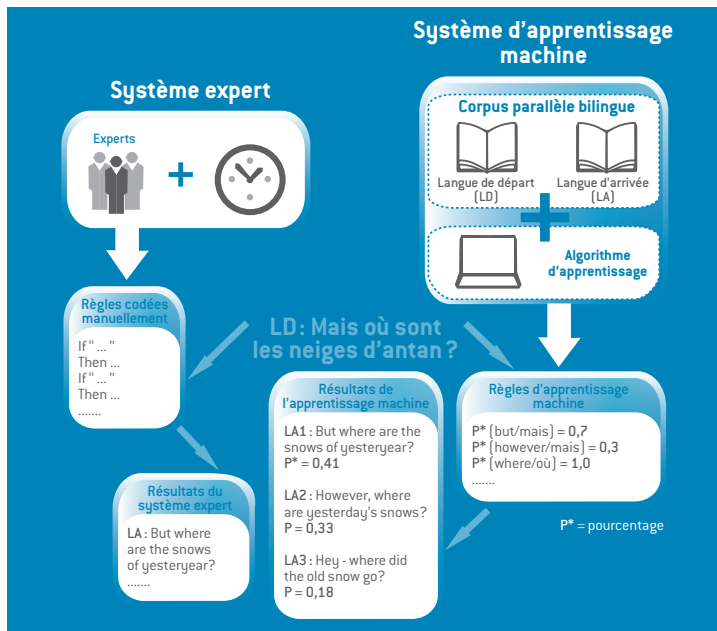 Système expert
Experts
+
Règles codées
manuellement
If “ ... ”
Then ...
If “ ... ”
Then ...
.......
Résultats du
système expert
LA : But where
are the snows
of yesteryear?
.......
Système d’apprentissage
machine
Corpus parallèle bilingue
Langue de départ
(LD)
Langue d’arrivée
(LA)
+
Algorithme
d’apprentissage
LD : Mais où sont
les neiges d’antan ?
Règles d’apprentissage
machine
P* (but/mais) = 0,7
P* (however/mais) = 0,3
P* (where/où) = 1,0
.......
P* = pourcentage
Résultats de
l’apprentissage machine
LA1 : But where are the
snows of yesteryear?
P* = 0,41
LA2 : However, where
are yesterday’s snows?
P = 0,33
LA3 : Hey - where did
the old snow go?
P = 0,18